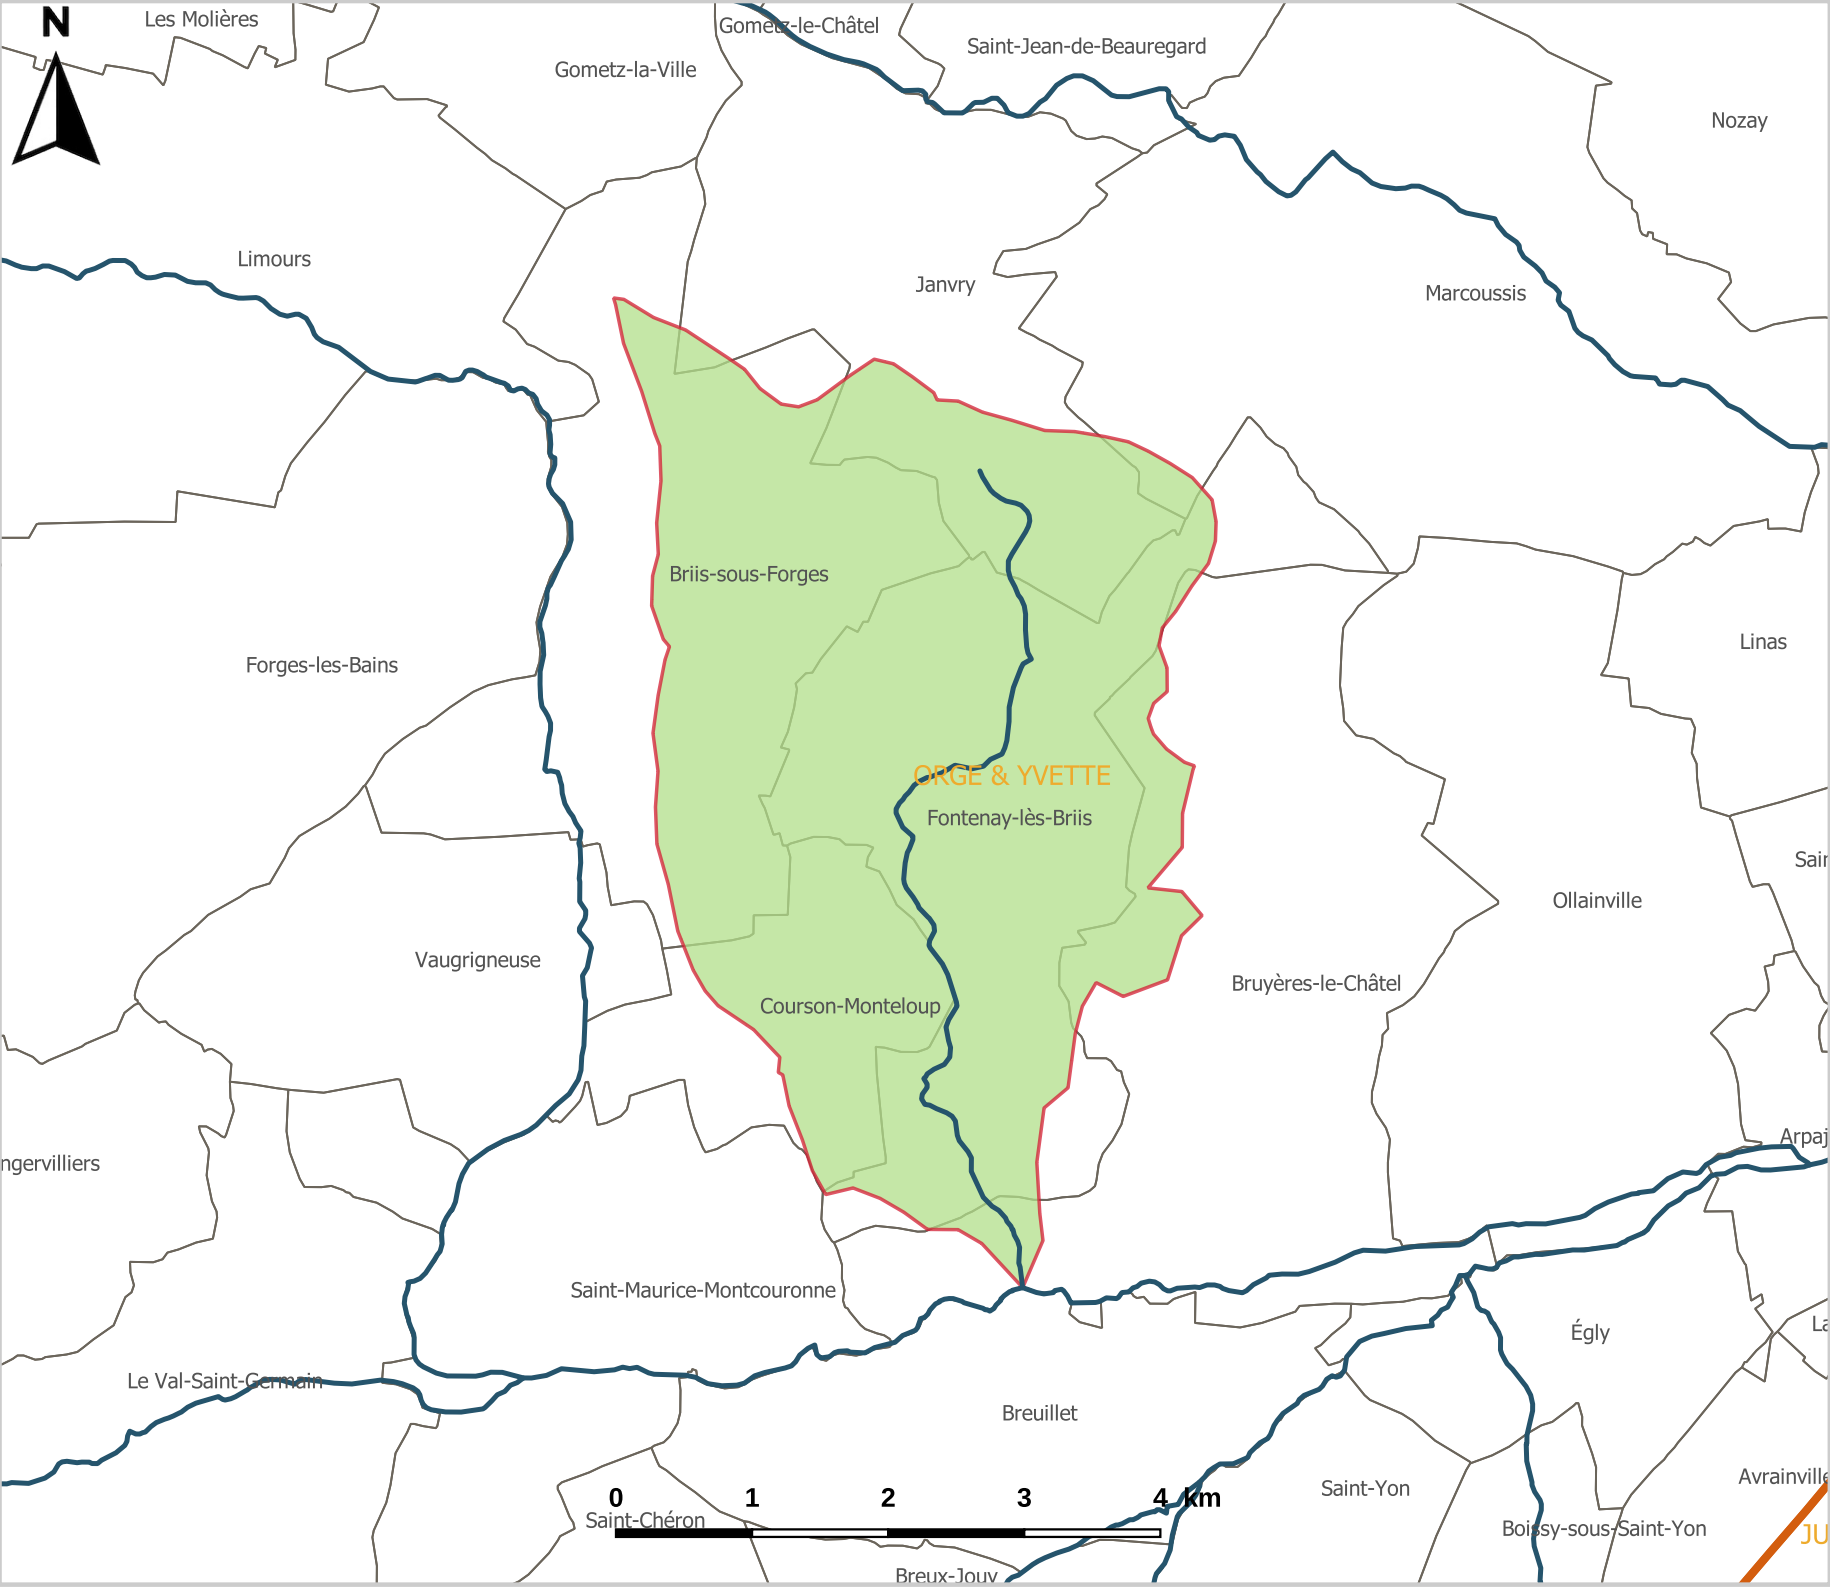 N
Les Molières
Gometz-le-Châtel
Saint-Jean-de-Beauregard
Gometz-la-Ville
Nozay
Limours
Janvry
Marcoussis
Briis-sous-Forges
Linas
Forges-les-Bains
ORGE & YVETTE
Fontenay-lès-Briis
Sain
Ollainville
Vaugrigneuse
Bruyères-le-Châtel
Courson-Monteloup
Arpaj
ngervilliers
Saint-Maurice-Montcouronne
La
Égly
Le Val-Saint-Germain
Breuillet
Avrainville
Saint-Yon
0 1 2 3 4 km
Saint-Chéron
Boissy-sous-Saint-Yon
JU
Breux-Jouy